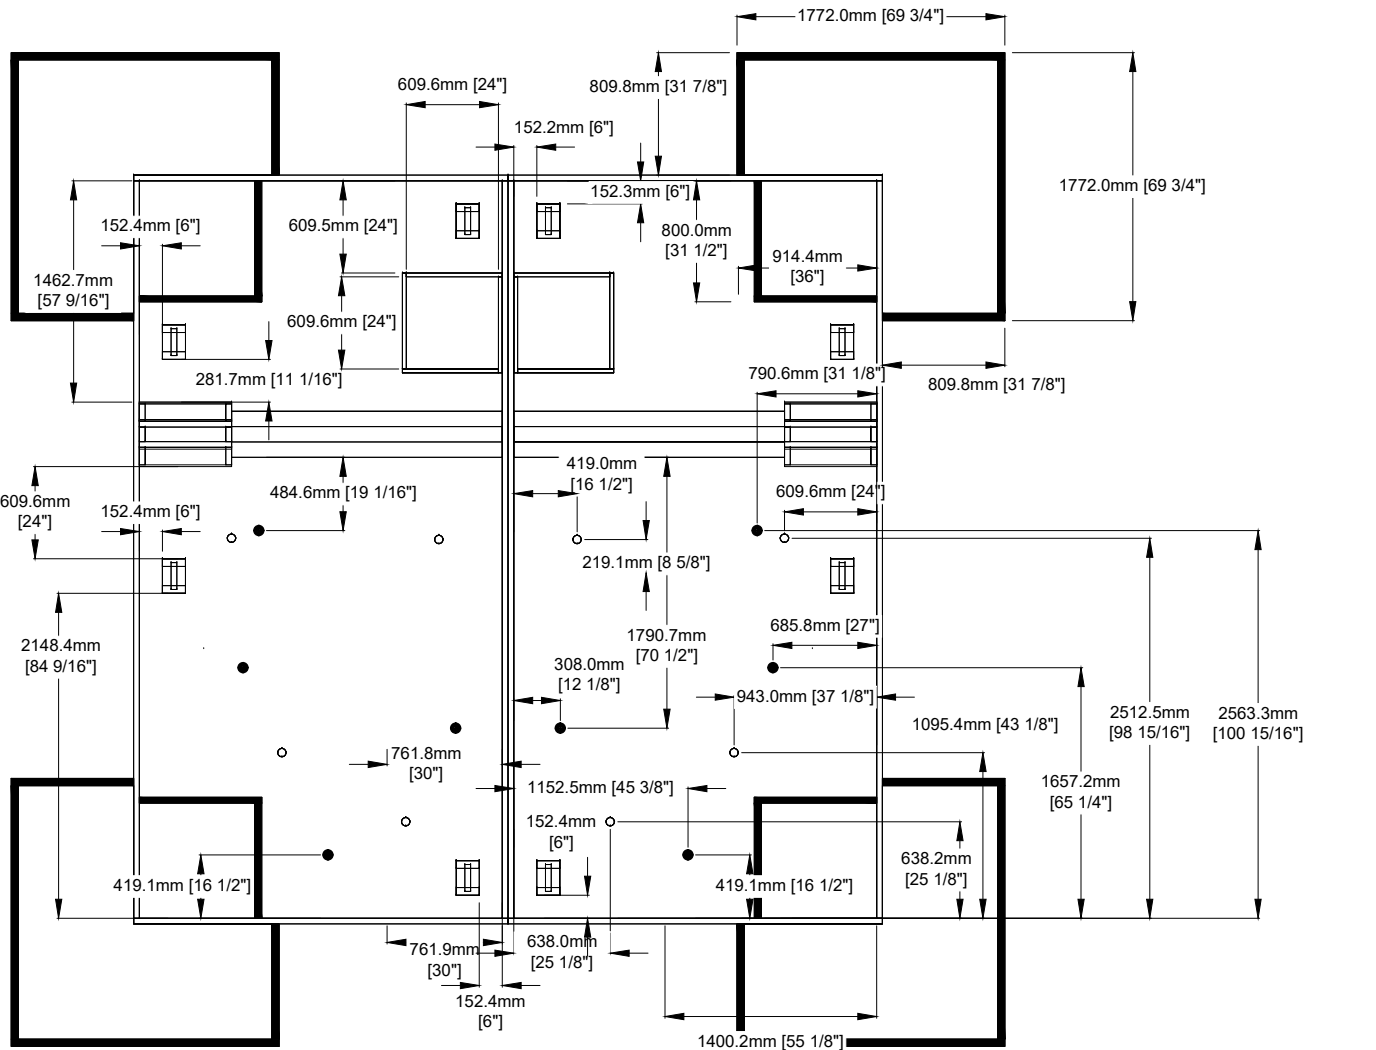 1772.0mm [69 3/4"]
609.6mm [24"]
809.8mm [31 7/8"]
152.2mm [6"]
1772.0mm [69 3/4"]
152.3mm [6"]
152.4mm [6"]
609.5mm [24"]
800.0mm
[31 1/2"]
914.4mm
[36"]
1462.7mm
[57 9/16"]
609.6mm [24"]
281.7mm [11 1/16"]
790.6mm [31 1/8"]
809.8mm [31 7/8"]
419.0mm
[16 1/2"]
484.6mm [19 1/16"]
609.6mm [24"]
609.6mm
[24"]
152.4mm [6"]
219.1mm [8 5/8"]
2148.4mm
[84 9/16"]
1790.7mm
[70 1/2"]
685.8mm [27"]
308.0mm
[12 1/8"]
943.0mm [37 1/8"]
1095.4mm [43 1/8"]
2512.5mm
[98 15/16"]
2563.3mm
[100 15/16"]
761.8mm
[30"]
1152.5mm [45 3/8"]
1657.2mm
[65 1/4"]
152.4mm
[6"]
638.2mm
[25 1/8"]
419.1mm [16 1/2"]
419.1mm [16 1/2"]
761.9mm
[30"]
638.0mm
[25 1/8"]
152.4mm
[6"]
1400.2mm [55 1/8"]